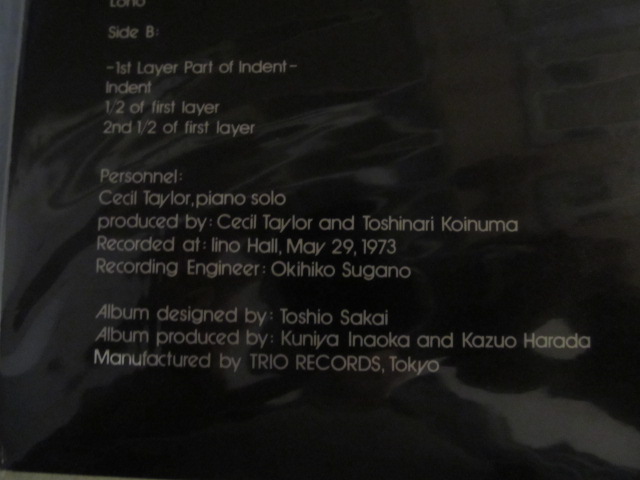 Lono
Side B:
-1st Layer Part of Indent-
Indent
1/2 of first layer
2nd 1/2 of first layer
Personnel:
Cecil Taylor,piano solo
produced by: Cecil Taylor and Toshinari Koinuma
Recorded at: Iino Hall, May 29, 1973
Recording Engineer: Okihiko Sugano
Album designed by: Toshio Sakai
Album produced by: Kuniya Inaoka and Kazuo Harada
Manufactured by TRIO RECORDS, Tokyo